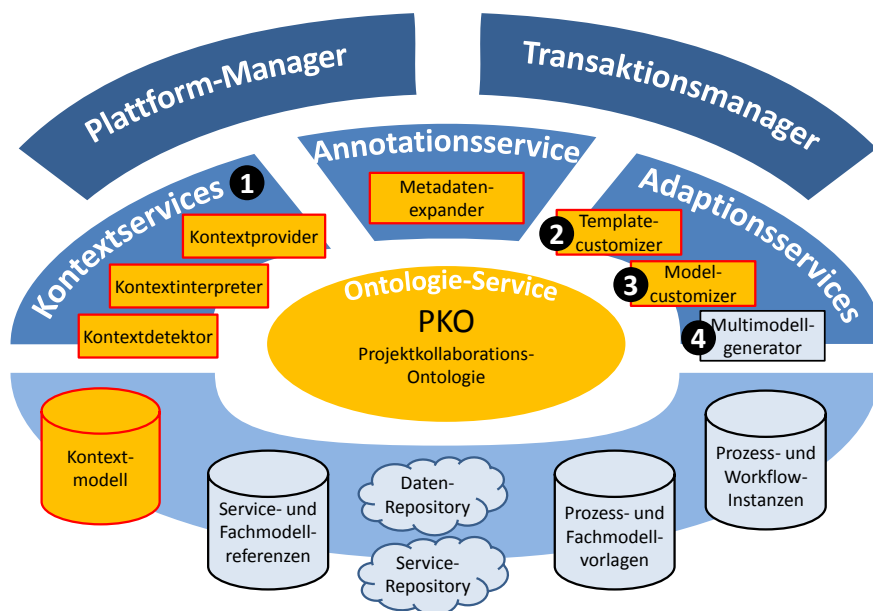 Plattform-Manager
Transaktionsmanager
Annotationsservice
Metadaten-
expander
Kontextservices
1
Kontextprovider
Kontextinterpreter
Kontextdetektor
Adaptionsservices
2
Template-
customizer
3
Model-
customizer
4
Multimodell-
generator
Ontologie-Service
PKO
Projektkollaborations-
Ontologie
Kontext-
modell
Service- und
Fachmodell-
referenzen
Daten-
Repository
Service-
Repository
Prozess- und
Fachmodell-
vorlagen
Prozess- und
Workflow-
Instanzen